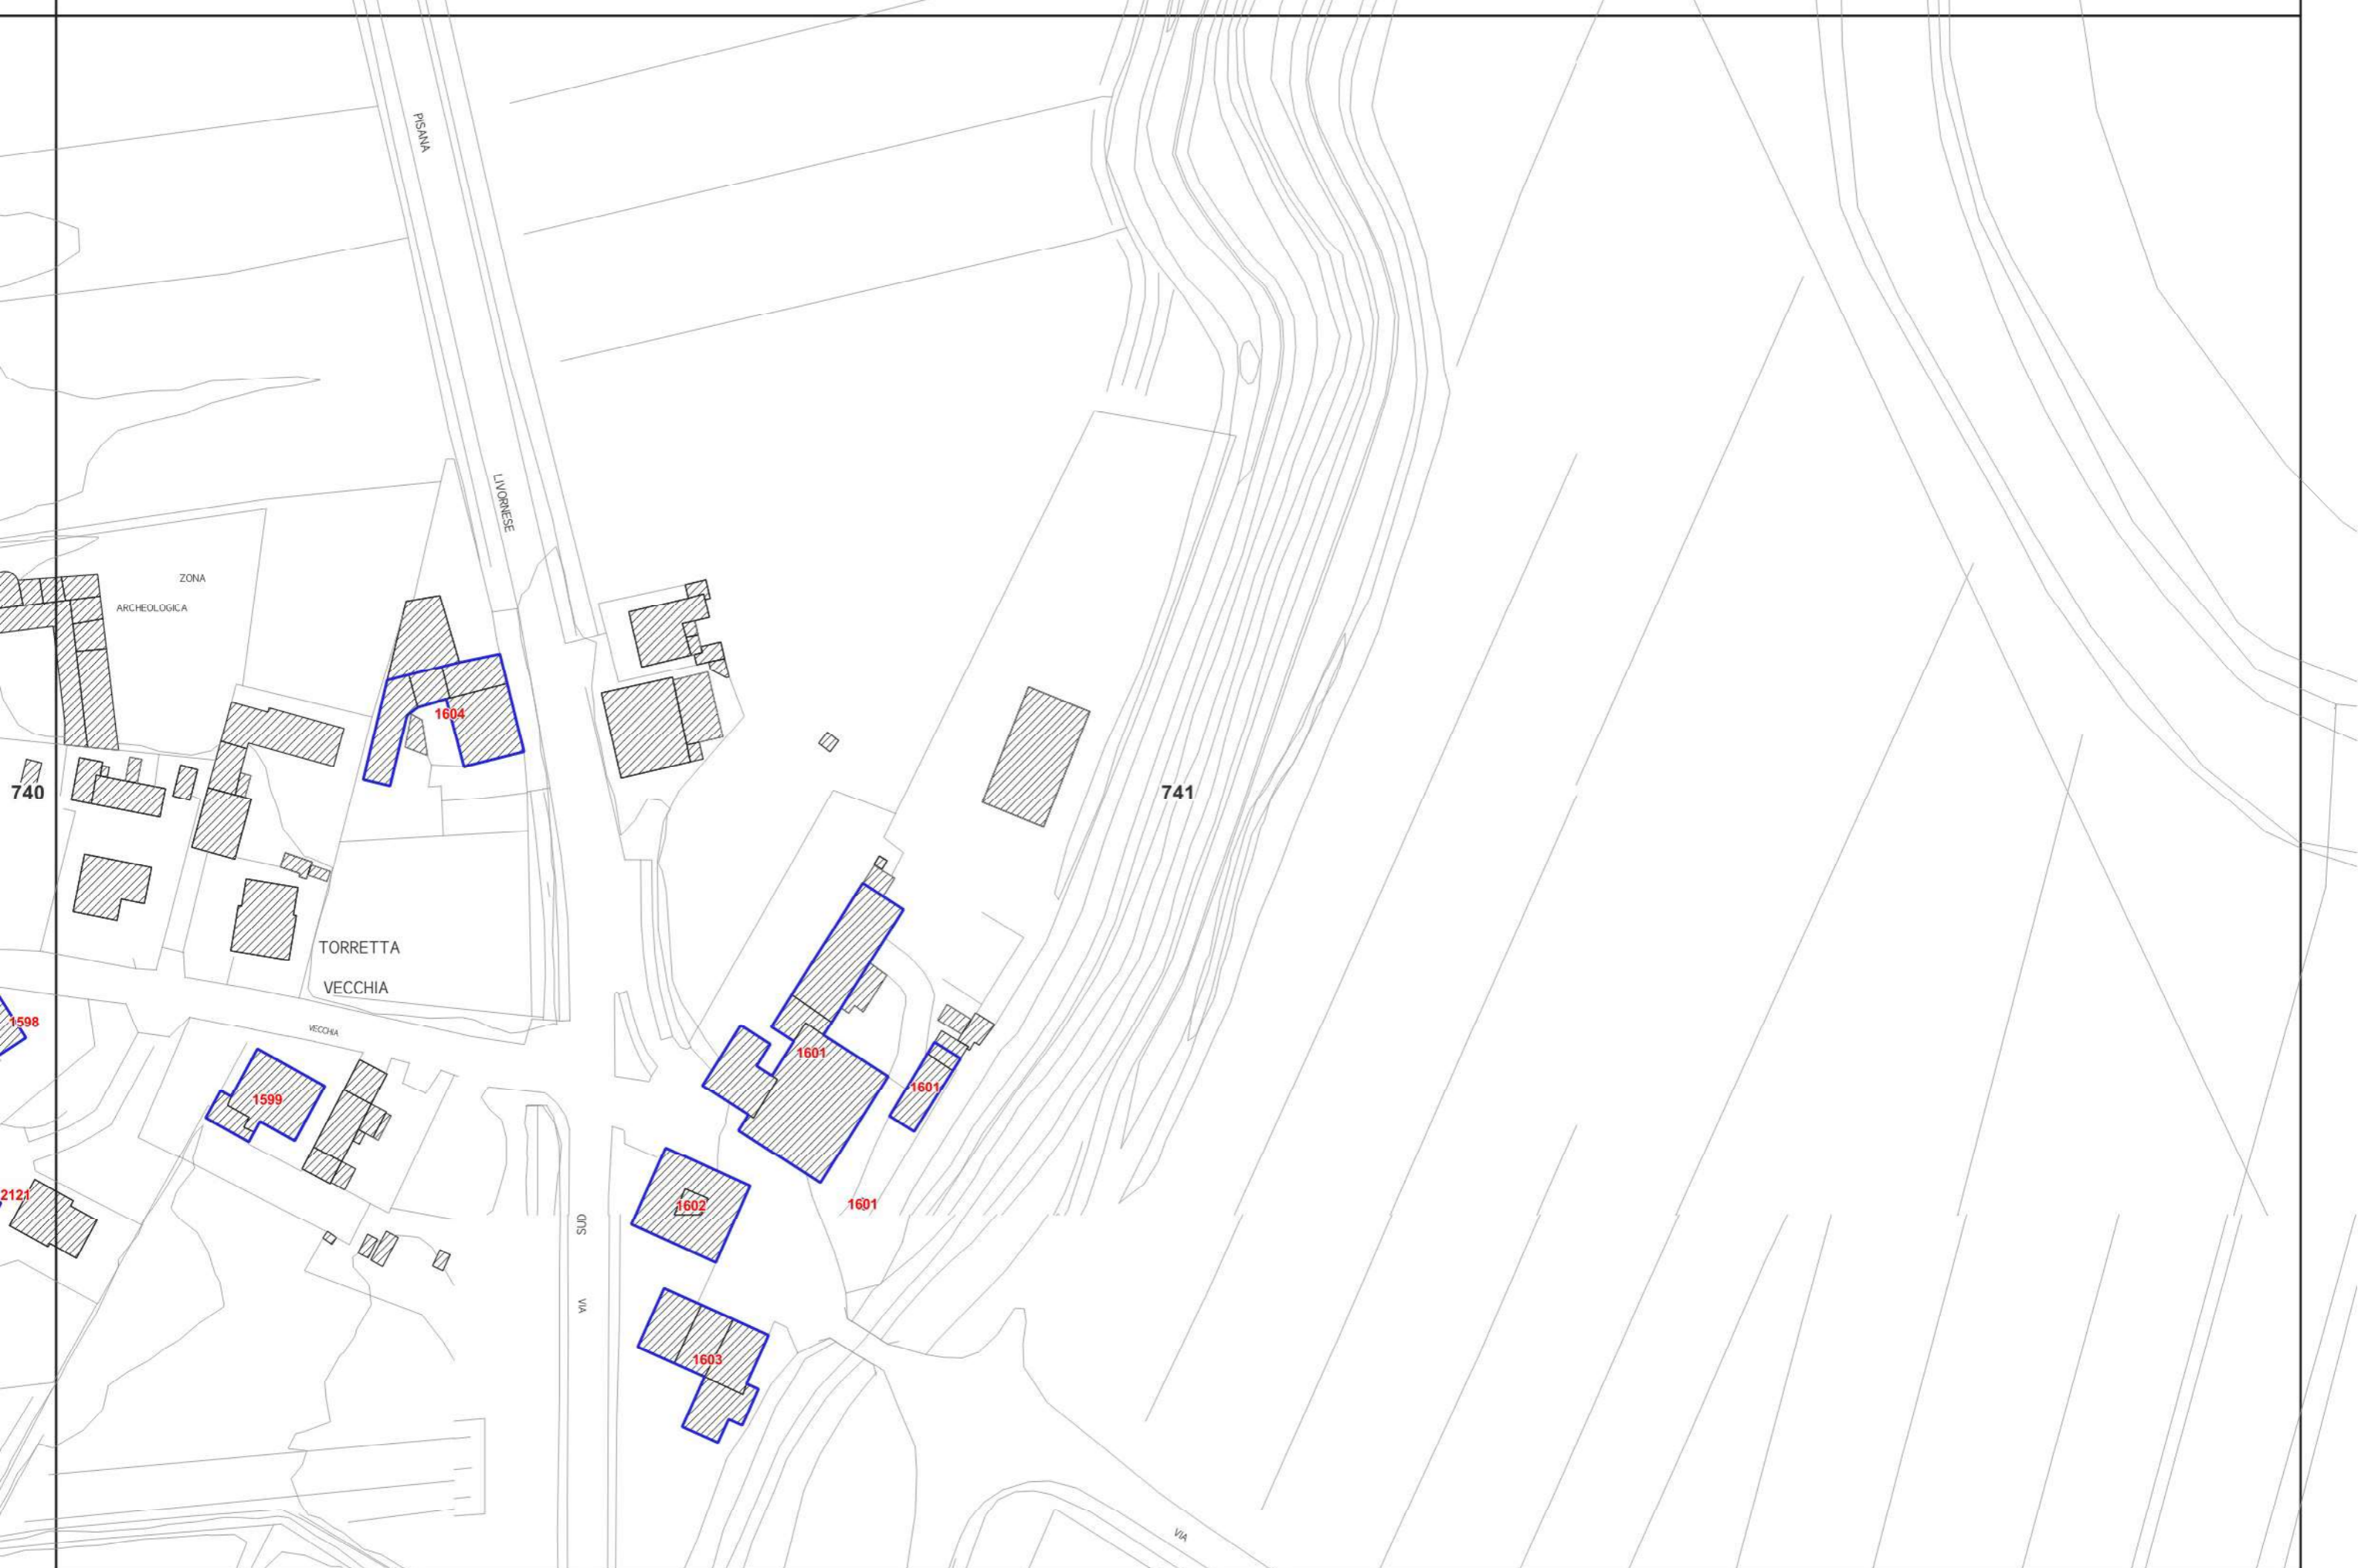 PISANA
LIVORNESE
ZONA
ARCHEOLOGICA
1604
740
741
TORRETTA
VECCHIA
1598
VECCHIA
1601
1601
1599
2121
1602
1601
SUD
VIA
1603
VIA